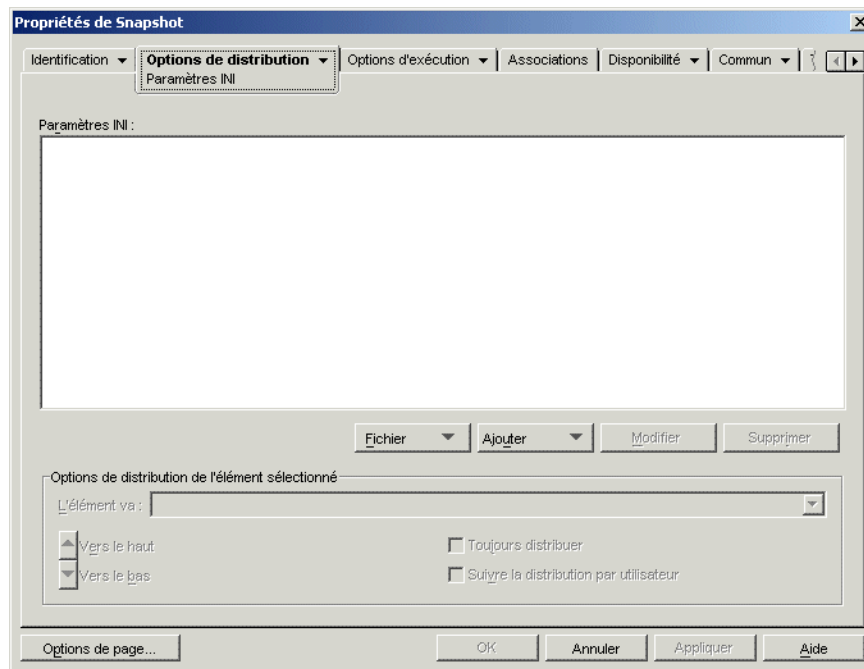 Propriétés de Snapshot
Identification Options de distribution Options d'exécution Associations Disponibilité Commun
Paramètres INI
Paramètres INI :
Fichier Ajouter Modifier Supprimer
Options de distribution de l'élément sélectionné
L'élément va :
Vers le haut Toujours distribuer
Vers le bas Suivre la distribution par utilisateur
Options de page... OK Annuler Appliquer Aide